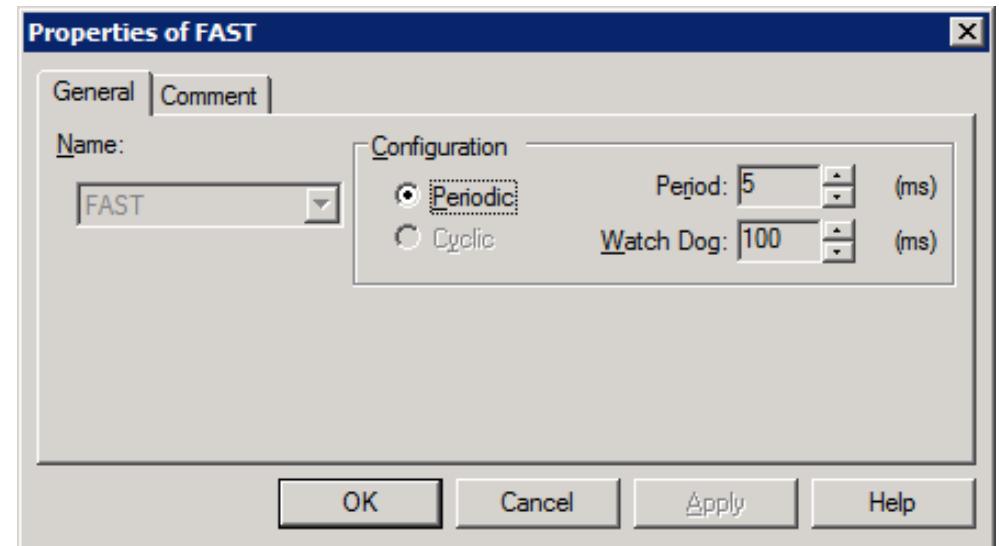 Properties of FAST
General Comment
Name:
FAST
Configuration
Periodic
Cyclic
Period: 5 (ms)
Watch Dog: 100 (ms)
OK Cancel Apply Help